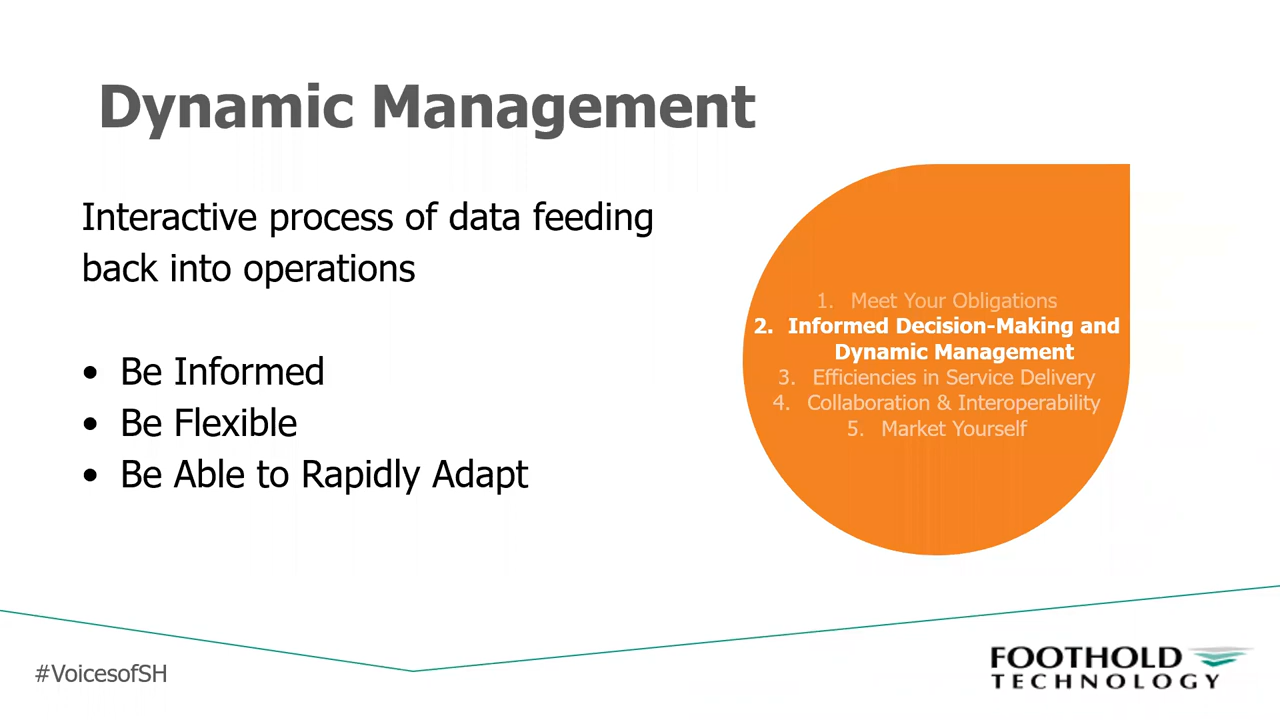 Dynamic Management
Interactive process of data feeding
back into operations
• Be Informed
• Be Flexible
• Be Able to Rapidly Adapt
1. Meet Your Obligations
2. Informed Decision-Making and
Dynamic Management
3. Efficiencies in Service Delivery
4. Collaboration & Interoperability
5. Market Yourself
#VoicesofSH
FOOTHOLD
TECHNOLOGY